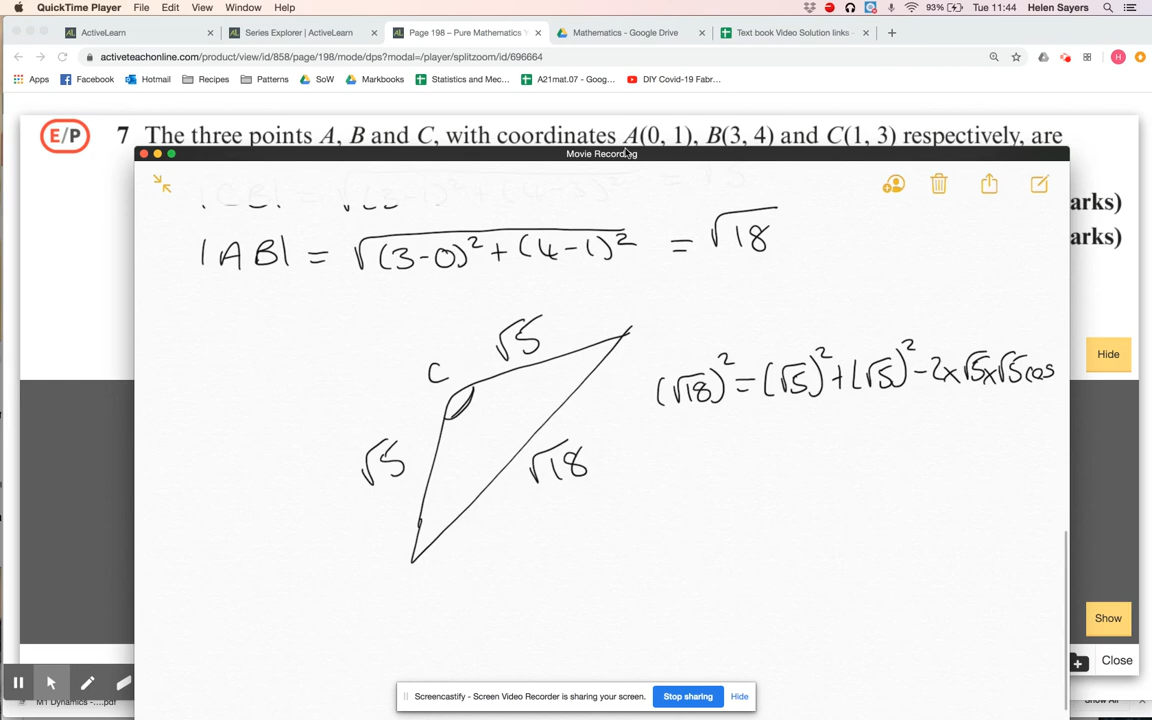 QuickTime Player File Edit View Window Help 93% Tue 11:44 Helen Sayers
ActiveLearn Series Explorer | ActiveLearn Page 198 – Pure Mathematics Mathematics - Google Drive Text book Video Solution links -
activeteachonline.com/product/view/id/858/page/198/mode/dps?modal=/player/splitzoom/id/696664
Apps Facebook Hotmail Recipes Patterns SoW Markbooks Statistics and Mec... A21mat.07 - Goog... DIY Covid-19 Fabr...
E/P 7 The three points A, B and C, with coordinates A(0, 1), B(3, 4) and C(1, 3) respectively, are
Movie Recording
arks)
arks)
|AB| = √(3-0)²+(4-1)² = √18
√5
C
(√18)² = (√5)²+(√5)²-2x√5x√5cos
√5
√18
Hide
Show
Close
Screencastify - Screen Video Recorder is sharing your screen. Stop sharing Hide
M1 Dynamics -....pdf Show All